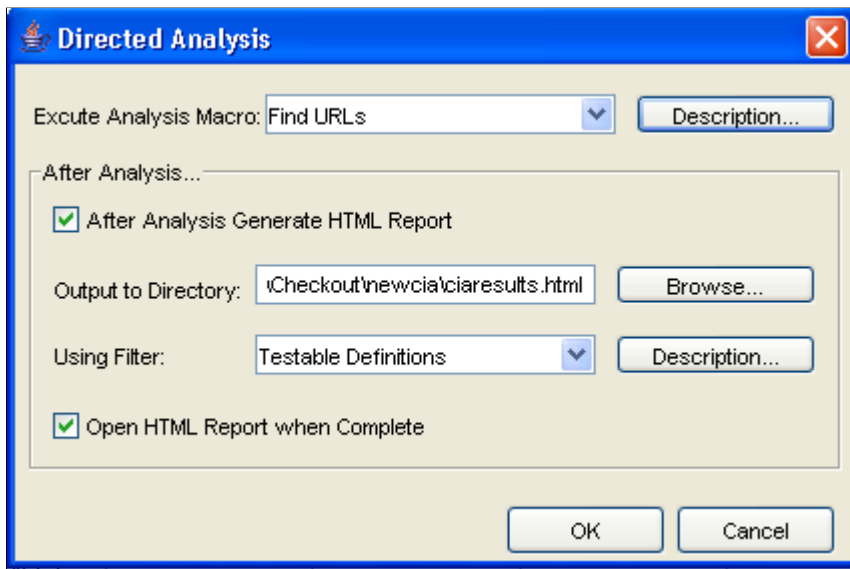 Directed Analysis
Excute Analysis Macro: Find URLs Description...
After Analysis...
After Analysis Generate HTML Report
Output to Directory: \Checkout\newcia\ciaresults.html Browse...
Using Filter: Testable Definitions Description...
Open HTML Report when Complete
OK Cancel